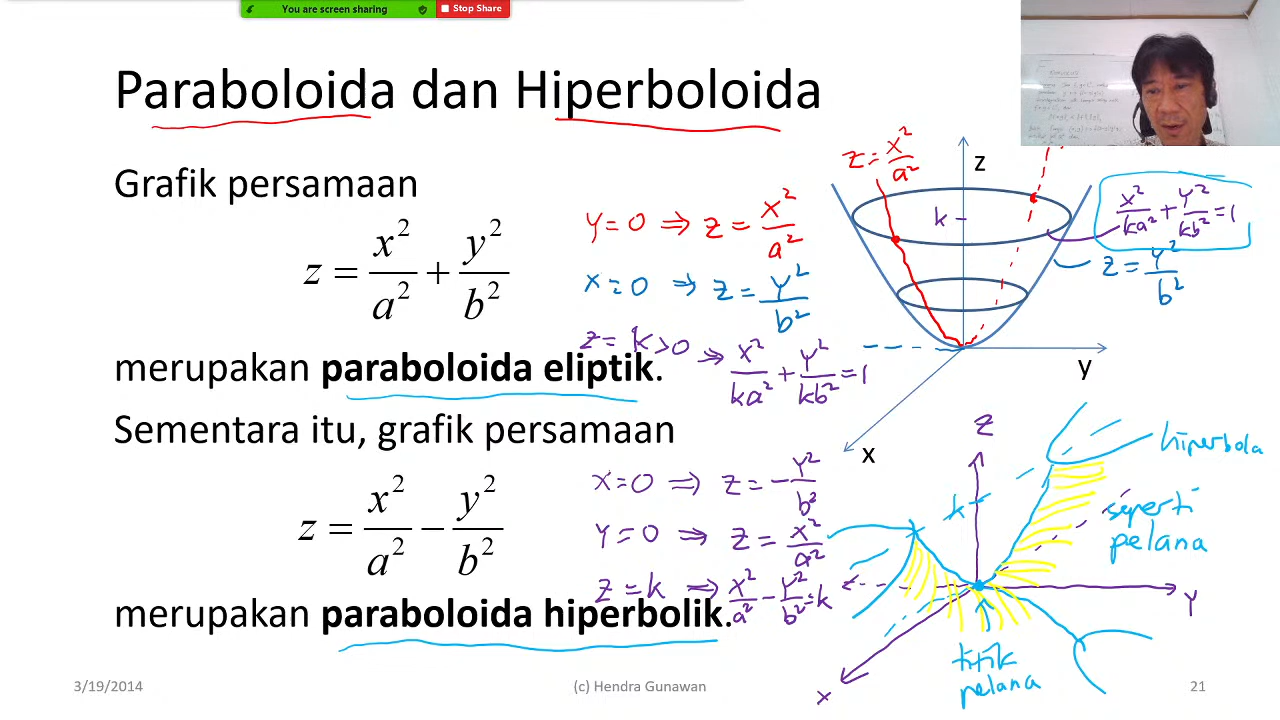 You are screen sharing
Stop Share
Paraboloida dan Hiperboloida
Grafik persamaan
z = x²/a² + y²/b²
merupakan paraboloida eliptik.
Sementara itu, grafik persamaan
z = x²/a² − y²/b²
merupakan paraboloida hiperbolik.
y=0 ⇒ z = x²/a²
x=0 ⇒ z = y²/b²
z = k>0 ⇒ x²/ka² + y²/kb² = 1
x=0 ⇒ z = −y²/b²
y=0 ⇒ z = x²/a²
z=k ⇒ x²/a² − y²/b² = k
z = x²/a²
z
k
x²/ka² + y²/kb² = 1
z = y²/b²
y
x
z
hiperbola
k
seperti
pelana
y
titik
pelana
x
3/19/2014
(c) Hendra Gunawan
21